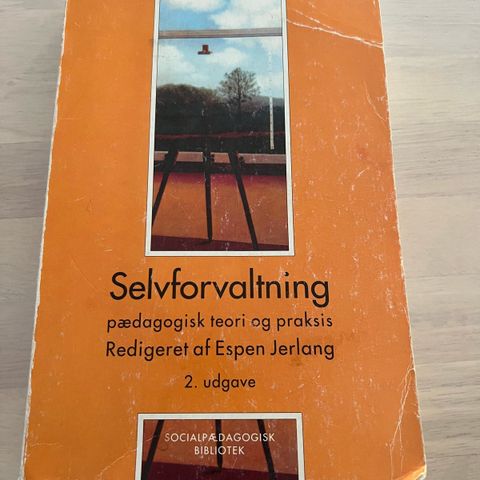 Selvforvaltning
pædagogisk teori og praksis
Redigeret af Espen Jerlang
2. udgave
SOCIALPÆDAGOGISK
BIBLIOTEK